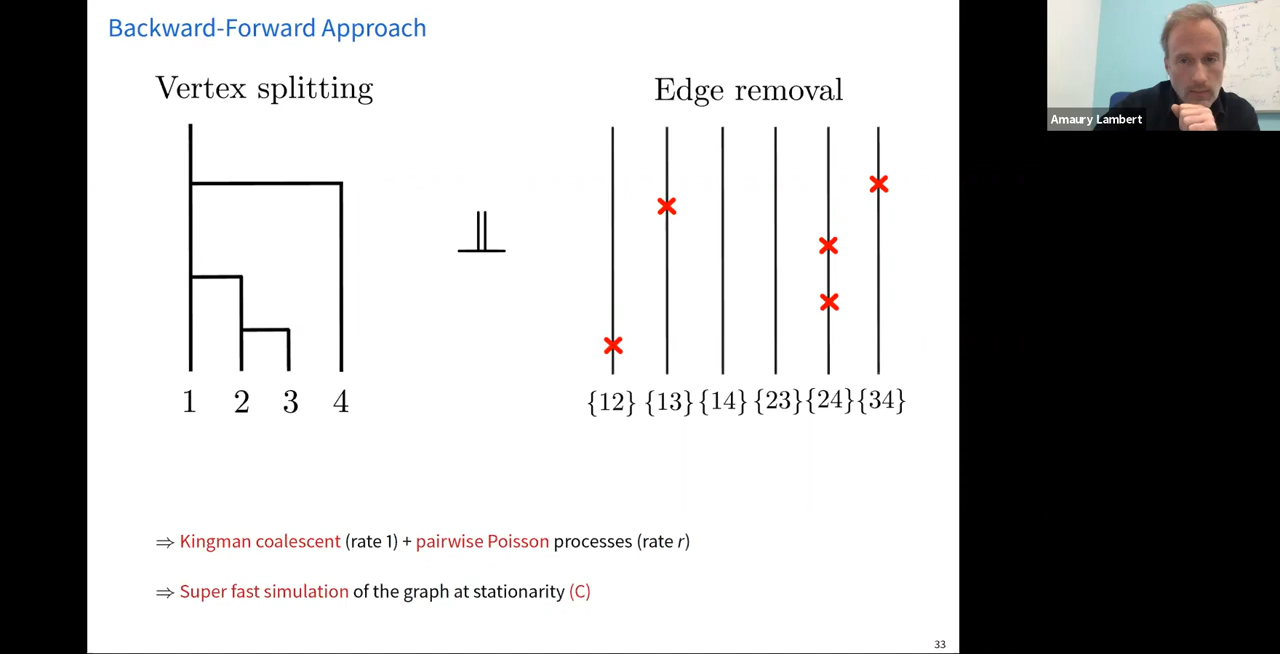 Backward-Forward Approach
Vertex splitting
Edge removal
1 2 3 4
{12} {13} {14} {23} {24} {34}
⇒ Kingman coalescent (rate 1) + pairwise Poisson processes (rate r)
⇒ Super fast simulation of the graph at stationarity (C)
33
Amaury Lambert